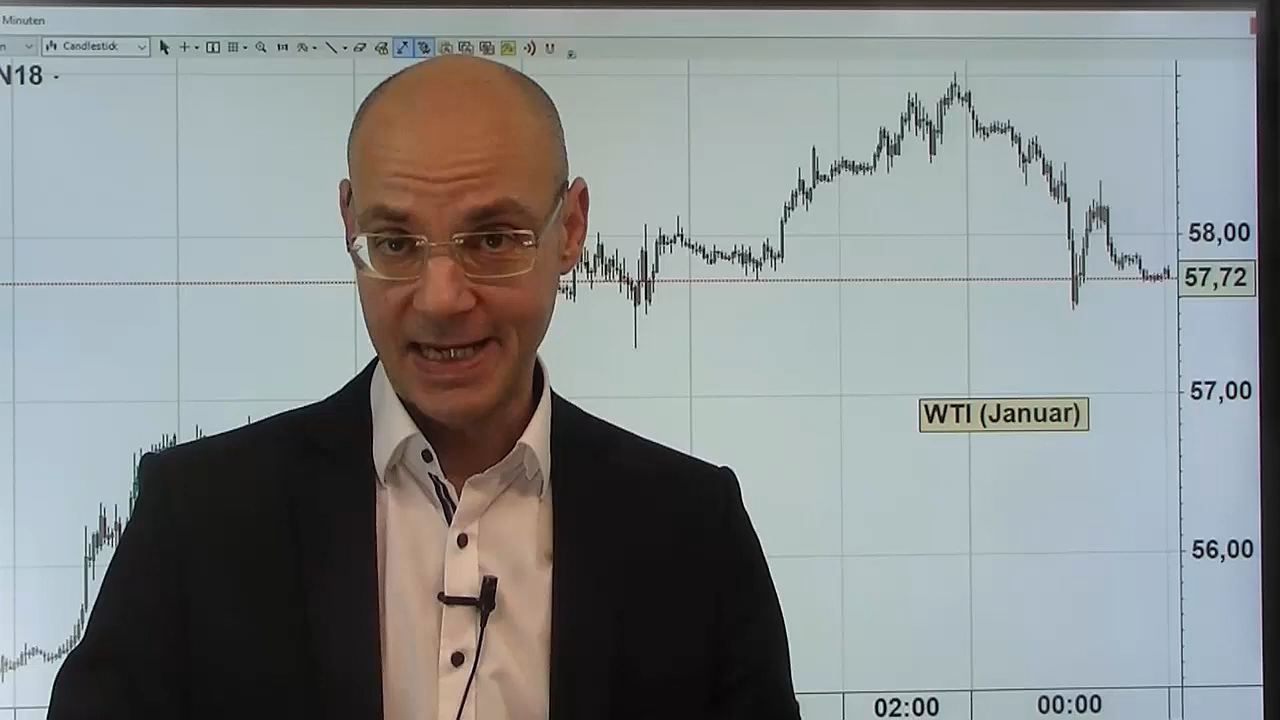 Minuten
Candlestick
N18 -
58,00
57,72
57,00
WTI (Januar)
56,00
02:00
00:00